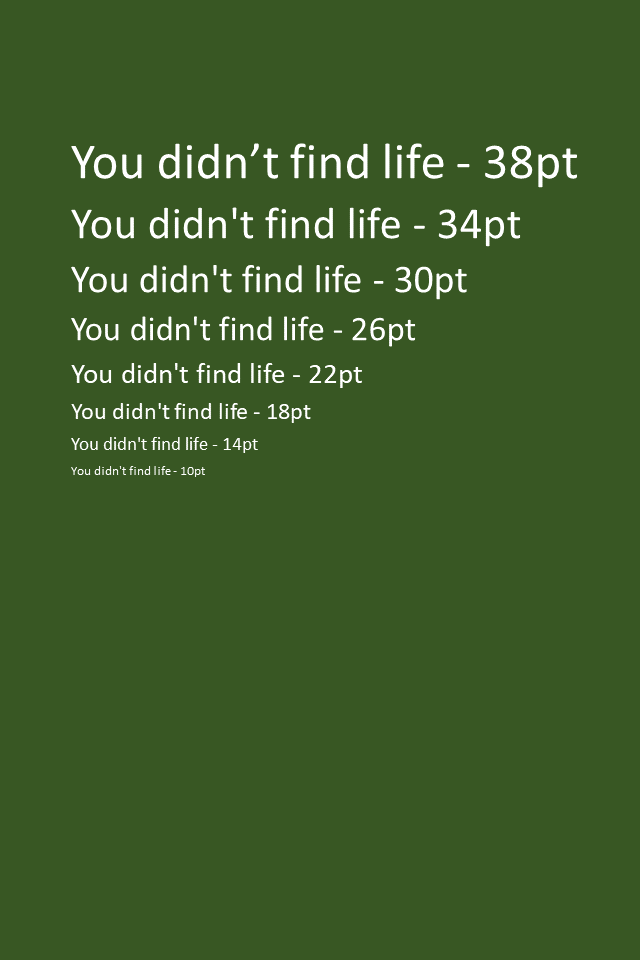 You didn’t find life - 38pt
You didn't find life - 34pt
You didn't find life - 30pt
You didn't find life - 26pt
You didn't find life - 22pt
You didn't find life - 18pt
You didn't find life - 14pt
You didn't find life - 10pt